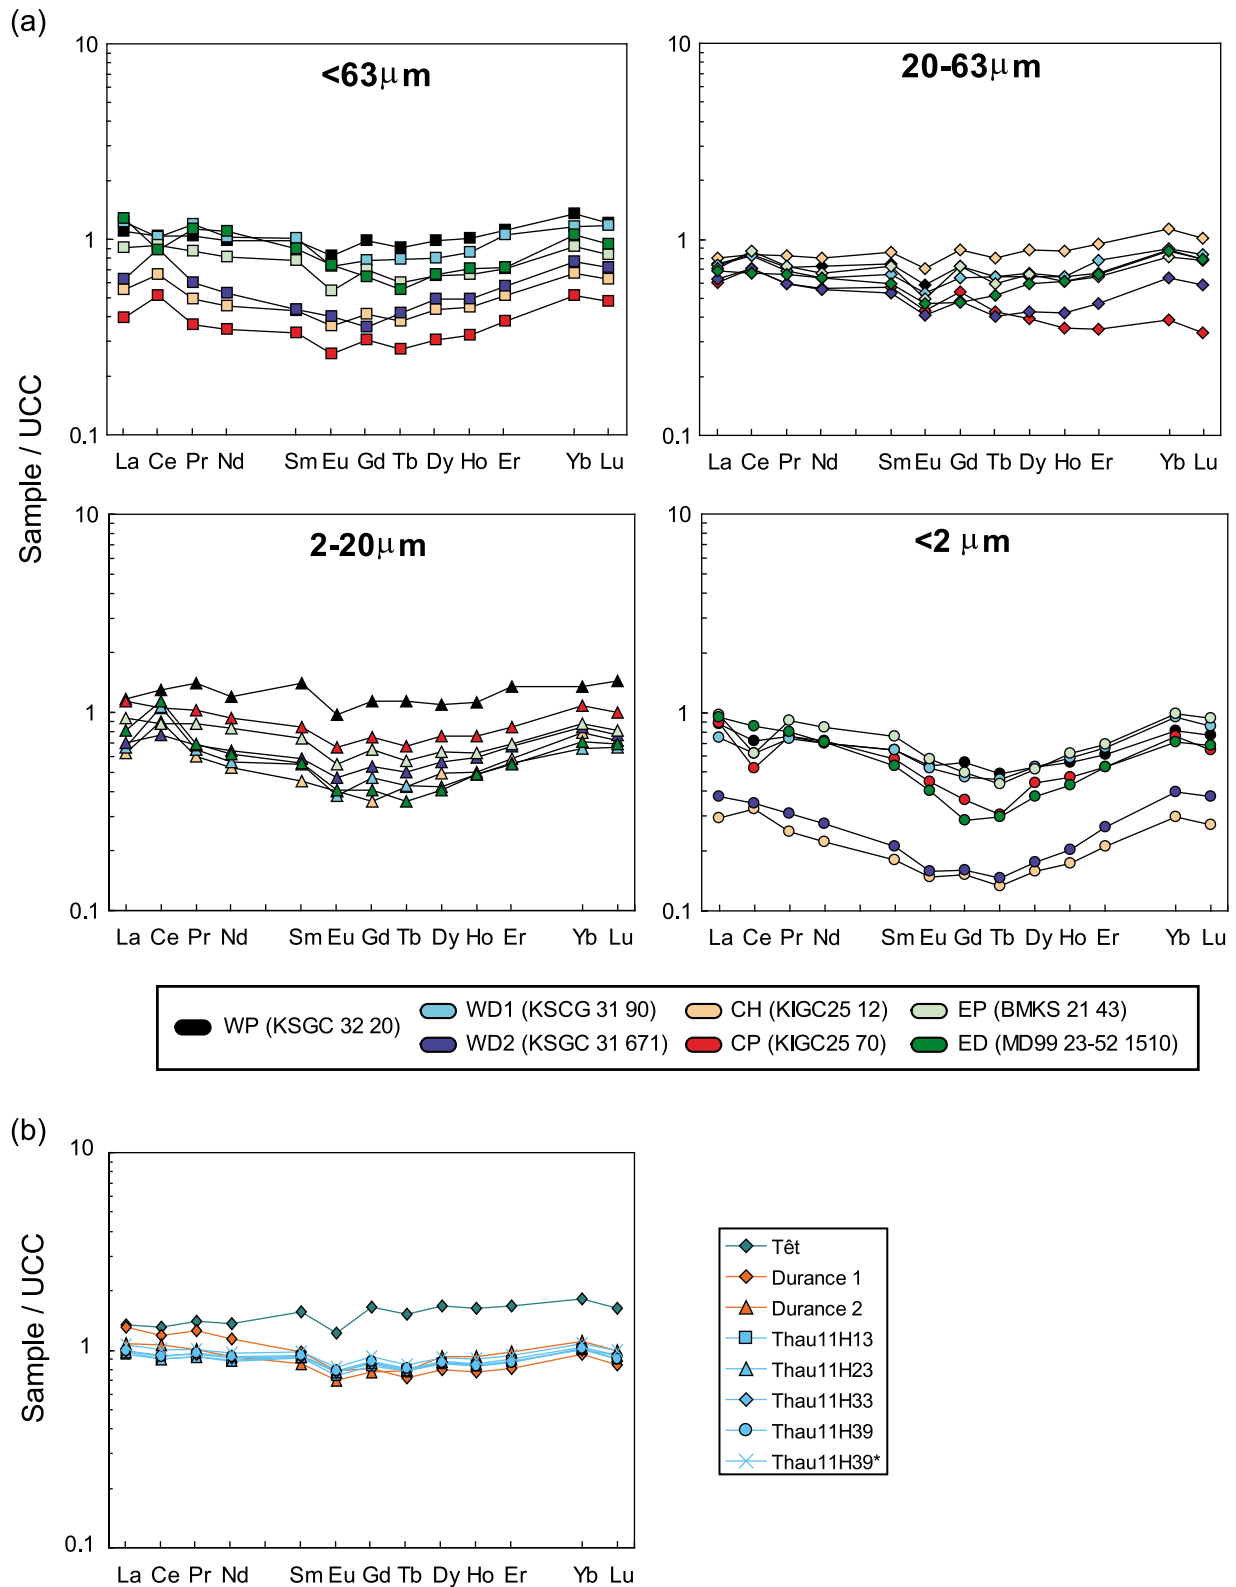 (a)
<63μm
20-63μm
10
1
0.1
10
1
0.1
La Ce Pr Nd Sm Eu Gd Tb Dy Ho Er Yb Lu
La Ce Pr Nd Sm Eu Gd Tb Dy Ho Er Yb Lu
Sample / UCC
2-20μm
<2 μm
10
1
0.1
10
1
0.1
La Ce Pr Nd Sm Eu Gd Tb Dy Ho Er Yb Lu
La Ce Pr Nd Sm Eu Gd Tb Dy Ho Er Yb Lu
WP (KSGC 32 20)
WD1 (KSCG 31 90)
CH (KIGC25 12)
EP (BMKS 21 43)
WD2 (KSGC 31 671)
CP (KIGC25 70)
ED (MD99 23-52 1510)
(b)
10
1
0.1
Sample / UCC
La Ce Pr Nd Sm Eu Gd Tb Dy Ho Er Yb Lu
Têt
Durance 1
Durance 2
Thau11H13
Thau11H23
Thau11H33
Thau11H39
Thau11H39*